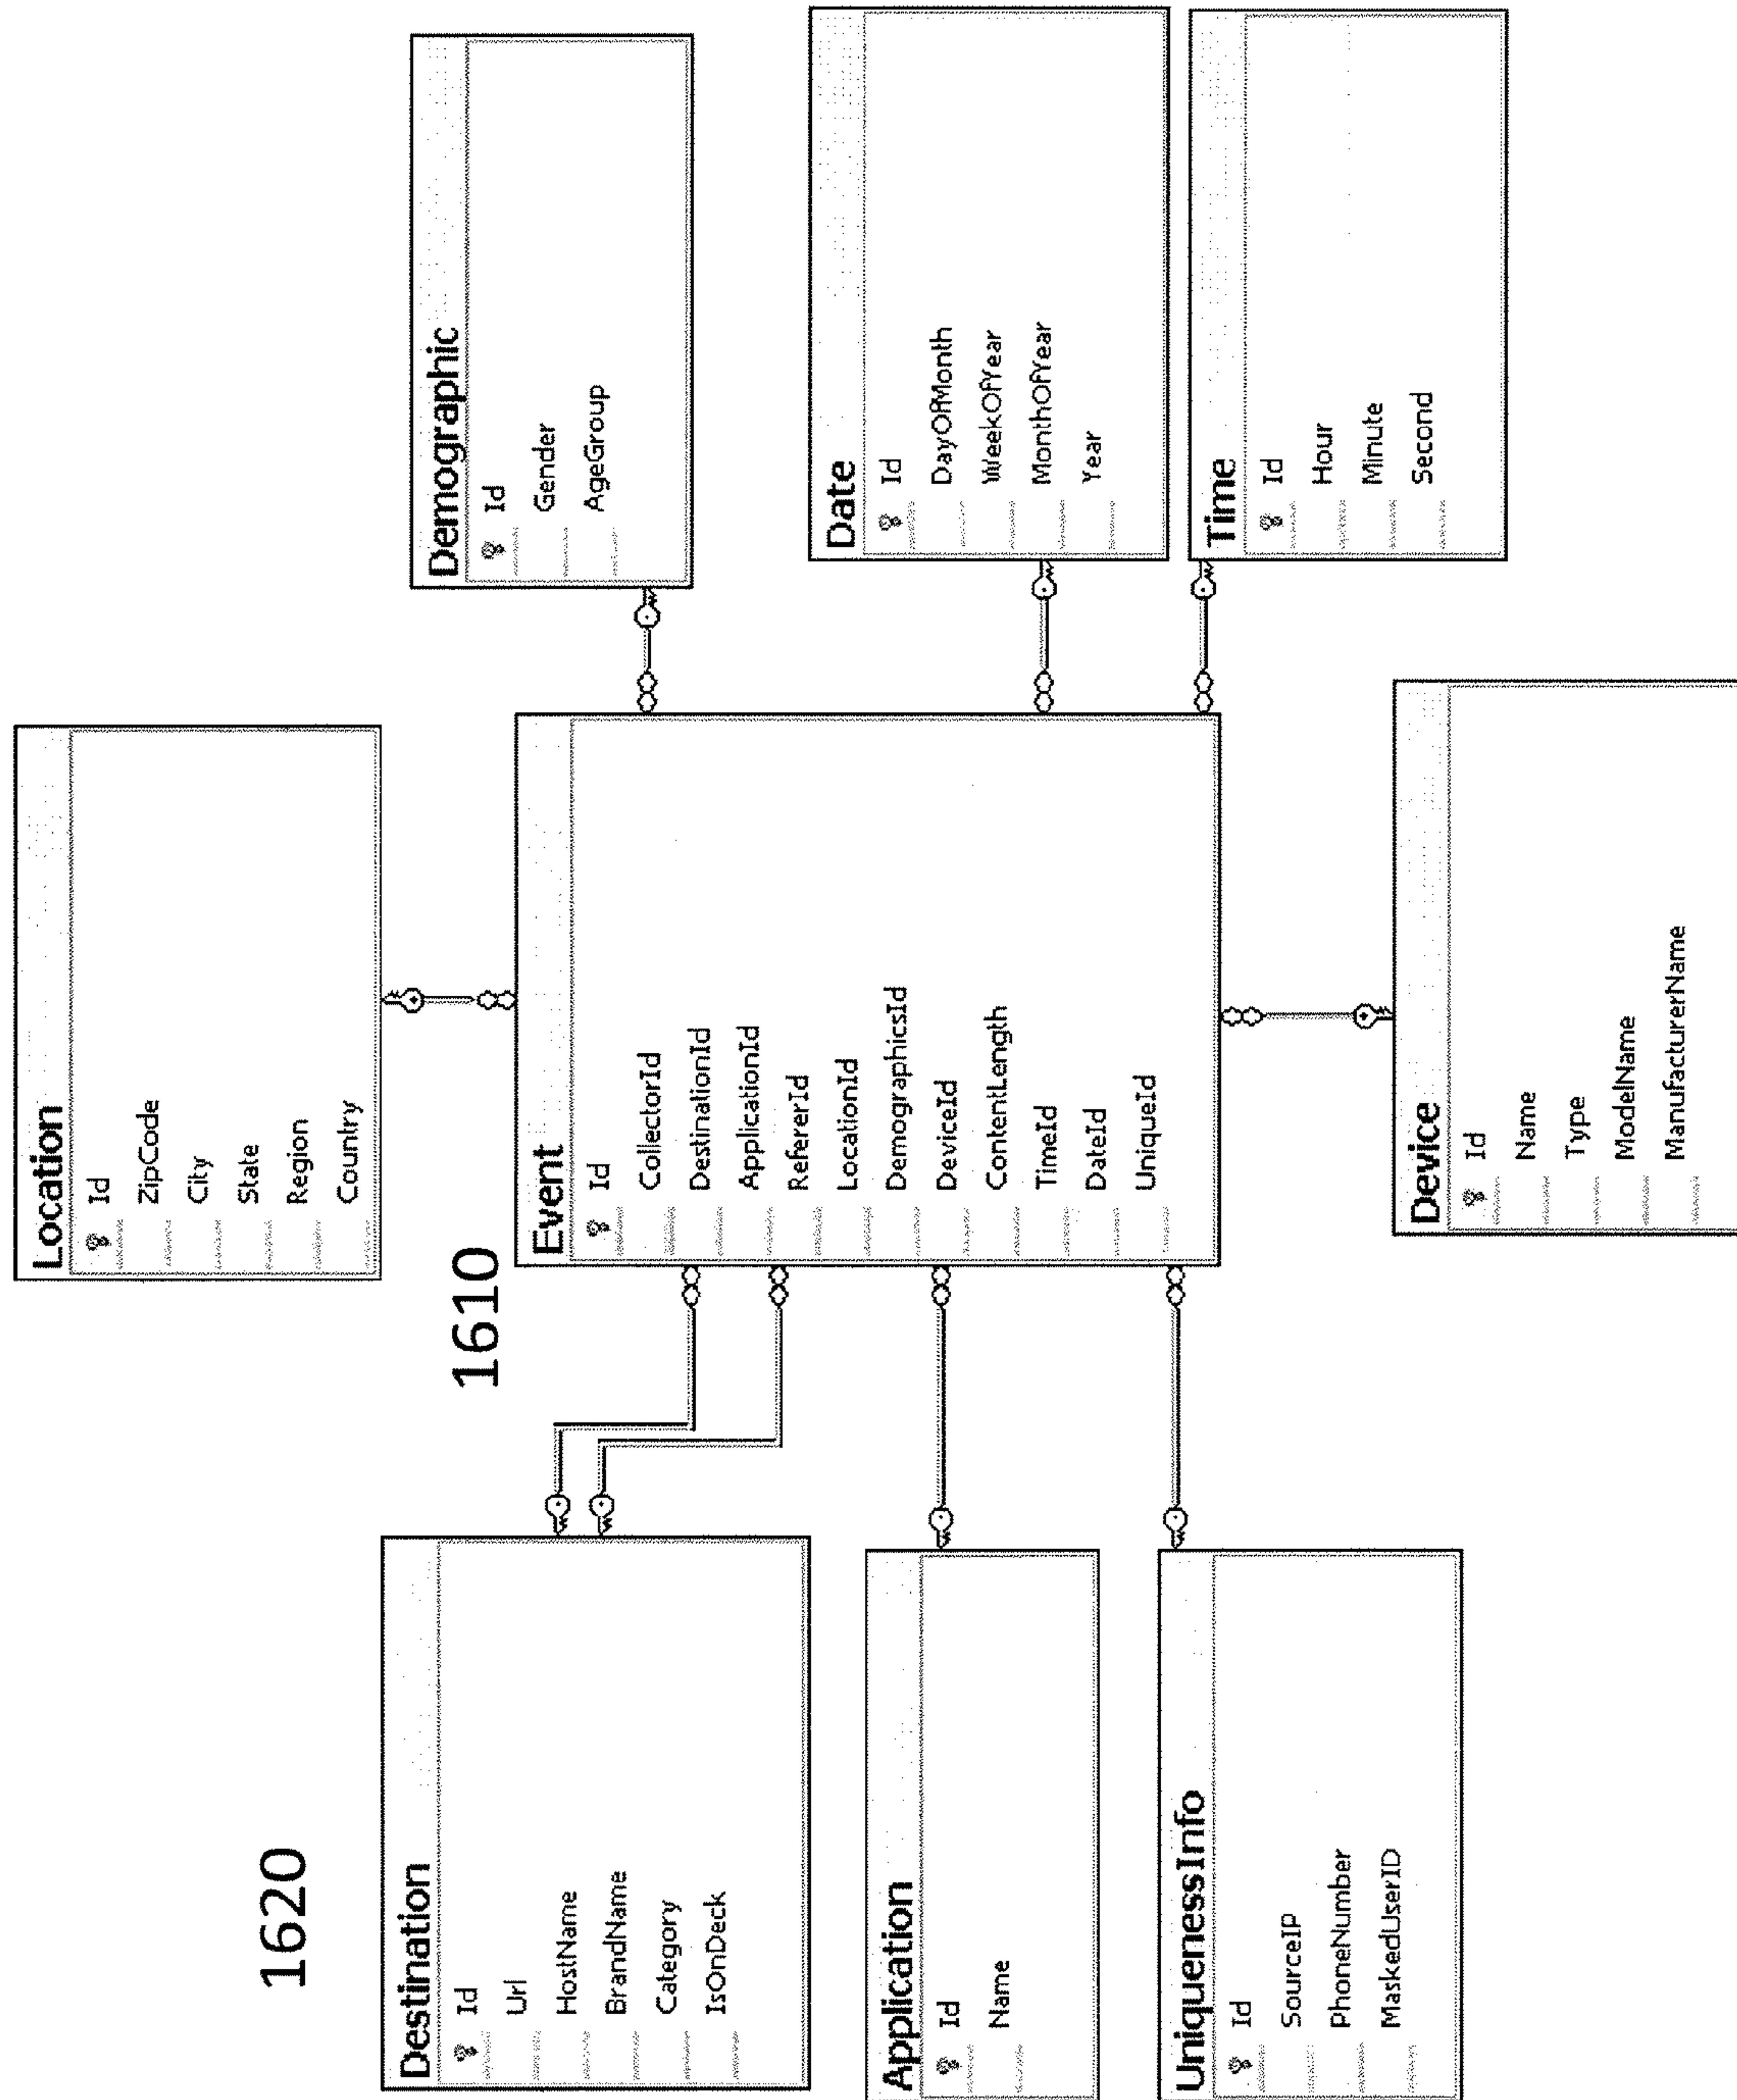 1620
Destination
Id
Url
HostName
BrandName
Category
IsOnDeck
Application
Id
Name
UniquenessInfo
Id
SourceIP
PhoneNumber
MaskedUserID
Location
Id
ZipCode
City
State
Region
Country
1610
Event
Id
CollectorId
DestinationId
ApplicationId
RefererId
LocationId
DemographicsId
DeviceId
ContentLength
TimeId
DateId
UniqueId
Device
Id
Name
Type
ModelName
ManufacturerName
Demographic
Id
Gender
AgeGroup
Date
Id
DayOfMonth
WeekOfYear
MonthOfYear
Year
Time
Id
Hour
Minute
Second